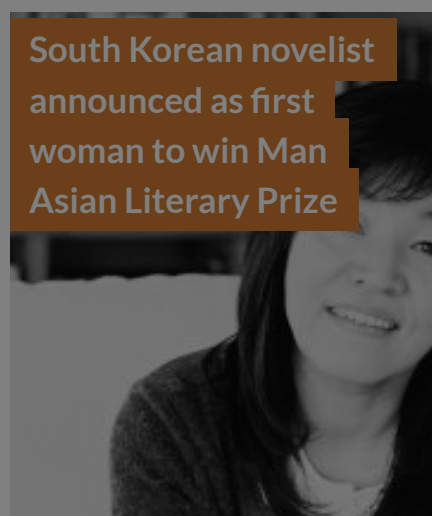 South Korean novelist
announced as first
woman to win Man
Asian Literary Prize